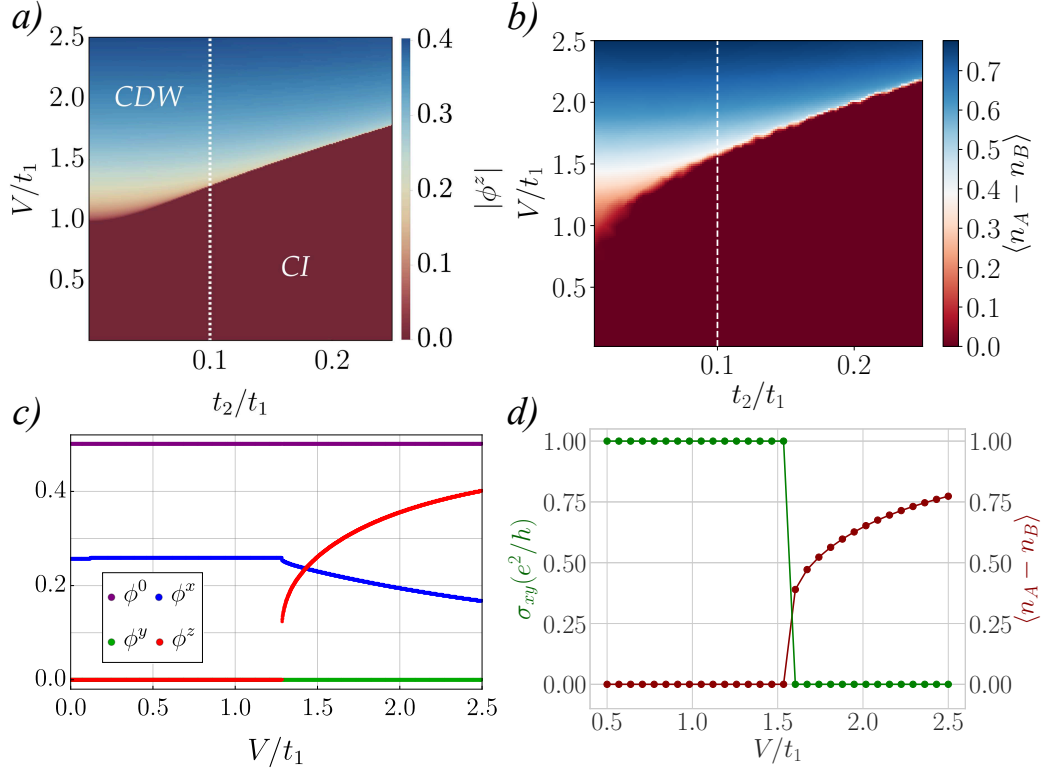 a)
2.5
2.0
1.5
1.0
0.5
V/t₁
CDW
CI
0.1
0.2
t₂/t₁
0.4
0.3
0.2
0.1
0.0
|ϕᶻ|
b)
2.5
2.0
1.5
1.0
0.5
V/t₁
0.1
0.2
t₂/t₁
0.7
0.6
0.5
0.4
0.3
0.2
0.1
0.0
⟨n_A − n_B⟩
c)
0.4
0.2
0.0
ϕ⁰ ϕˣ
ϕʸ ϕᶻ
0.0 0.5 1.0 1.5 2.0 2.5
V/t₁
d)
1.00
0.75
0.50
0.25
0.00
σ_xy(e²/h)
1.00
0.75
0.50
0.25
0.00
⟨n_A − n_B⟩
0.5 1.0 1.5 2.0 2.5
V/t₁